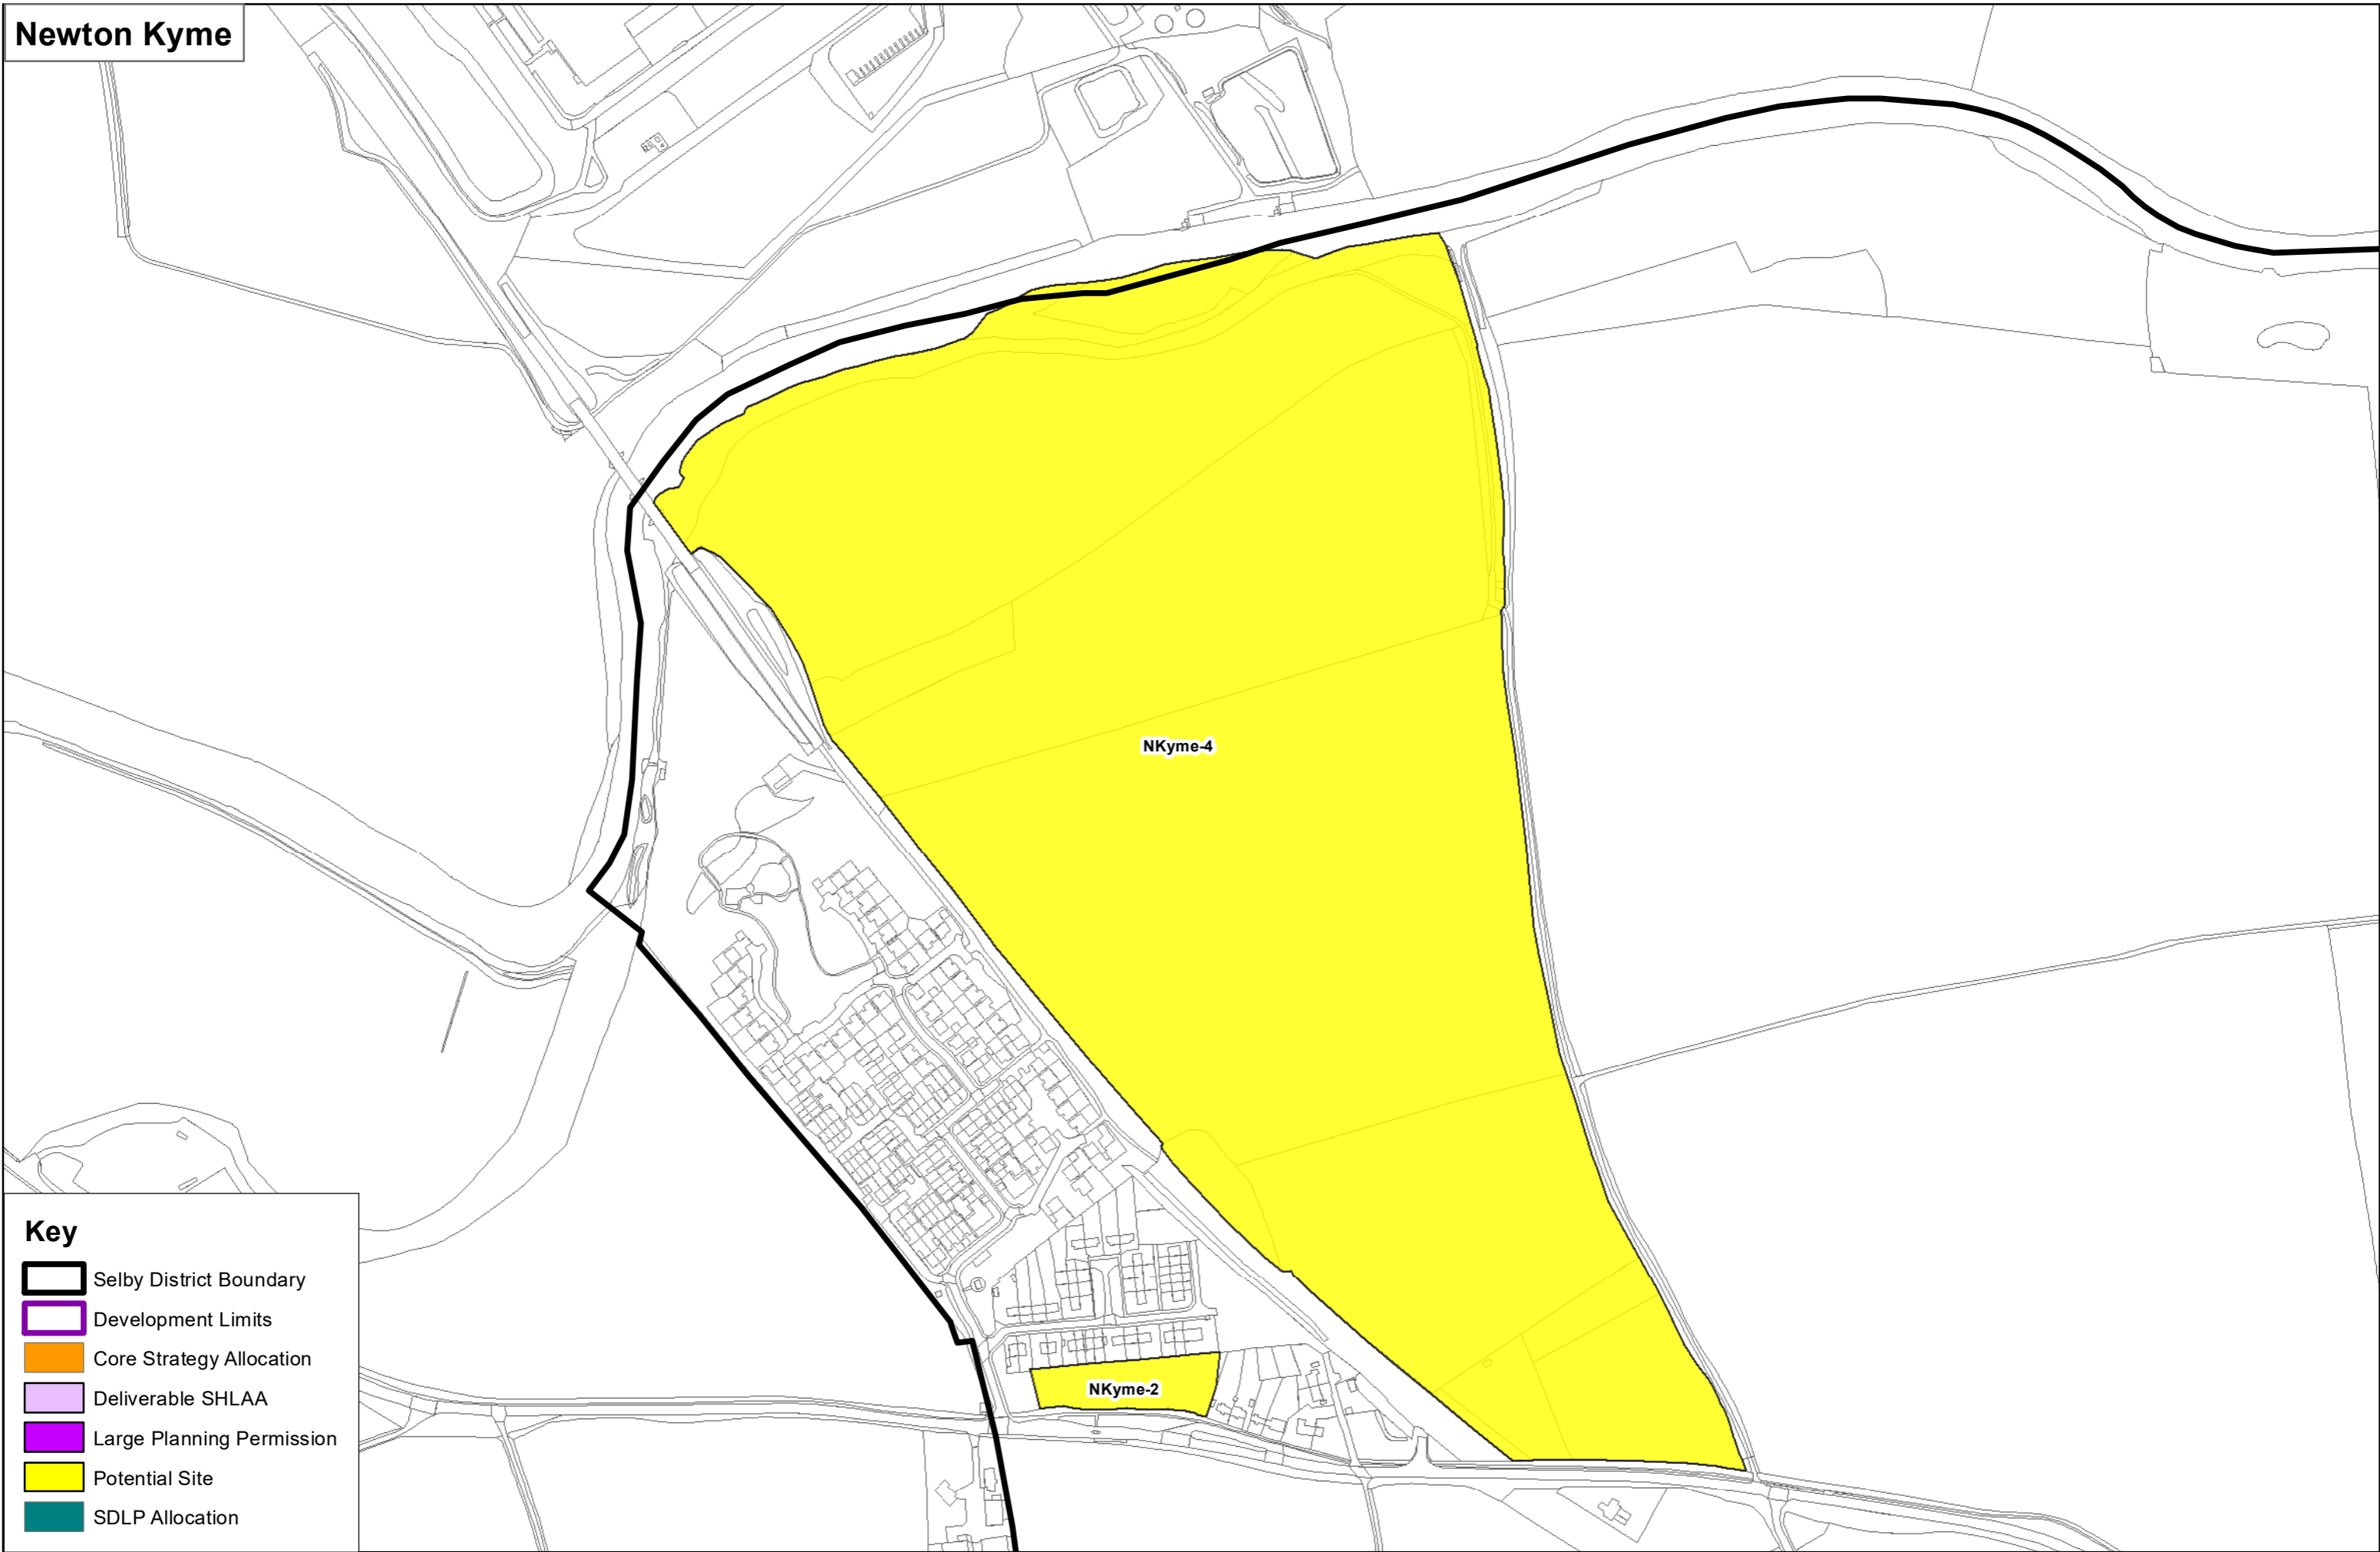 Newton Kyme
NKyme-4
NKyme-2
Key
Selby District Boundary
Development Limits
Core Strategy Allocation
Deliverable SHLAA
Large Planning Permission
Potential Site
SDLP Allocation